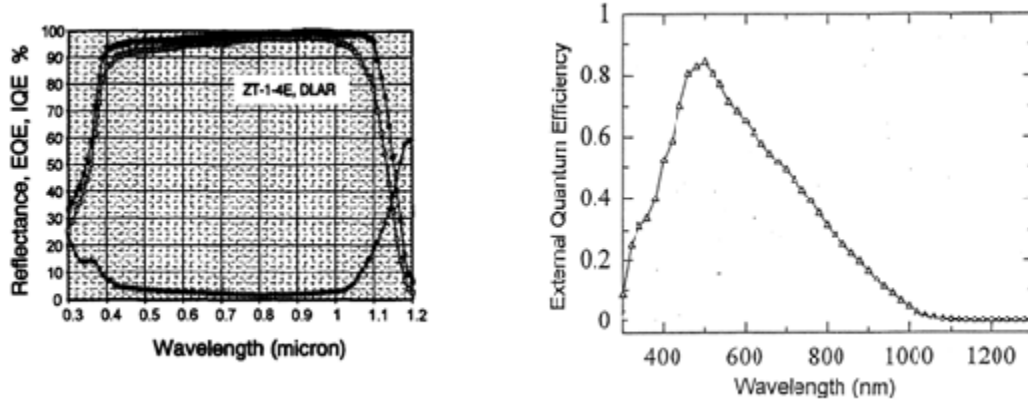 Reflectance, EQE, IQE %
100
90
80
70
60
50
40
30
20
10
0
ZT-1-4E, DLAR
0.3 0.4 0.5 0.6 0.7 0.8 0.9 1 1.1 1.2
Wavelength (micron)
External Quantum Efficiency
1
0.8
0.6
0.4
0.2
0
400 600 800 1000 1200
Wavelength (nm)